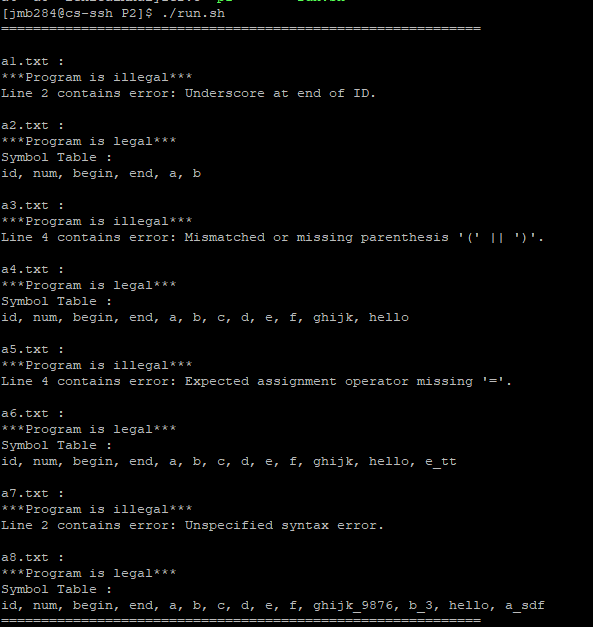 [jmb284@cs-ssh P2]$ ./run.sh
============================================================
a1.txt :
***Program is illegal***
Line 2 contains error: Underscore at end of ID.
a2.txt :
***Program is legal***
Symbol Table :
id, num, begin, end, a, b
a3.txt :
***Program is illegal***
Line 4 contains error: Mismatched or missing parenthesis '(' || ')'.
a4.txt :
***Program is legal***
Symbol Table :
id, num, begin, end, a, b, c, d, e, f, ghijk, hello
a5.txt :
***Program is illegal***
Line 4 contains error: Expected assignment operator missing '='.
a6.txt :
***Program is legal***
Symbol Table :
id, num, begin, end, a, b, c, d, e, f, ghijk, hello, e_tt
a7.txt :
***Program is illegal***
Line 2 contains error: Unspecified syntax error.
a8.txt :
***Program is legal***
Symbol Table :
id, num, begin, end, a, b, c, d, e, f, ghijk_9876, b_3, hello, a_sdf
============================================================